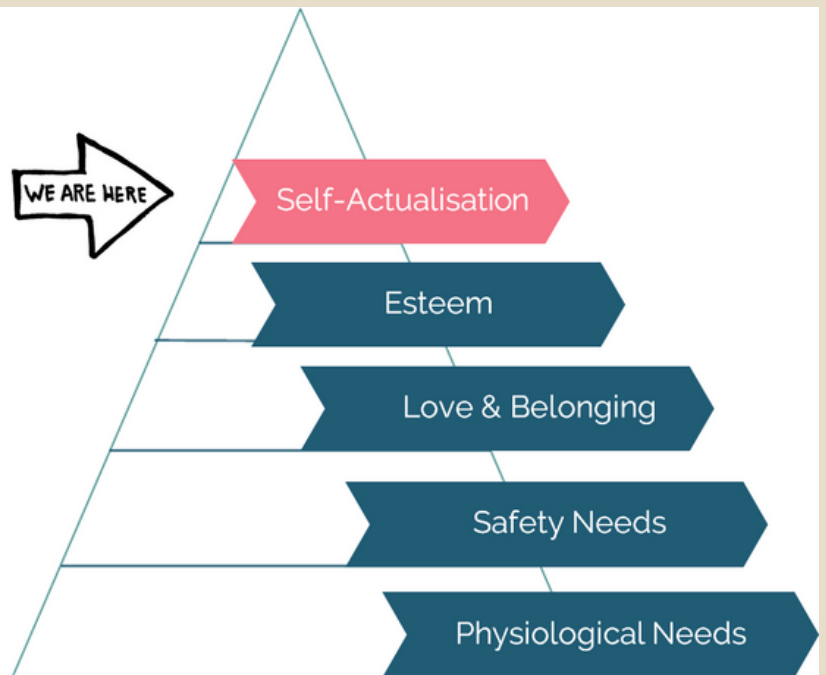 WE ARE HERE
Self-Actualisation
Esteem
Love & Belonging
Safety Needs
Physiological Needs